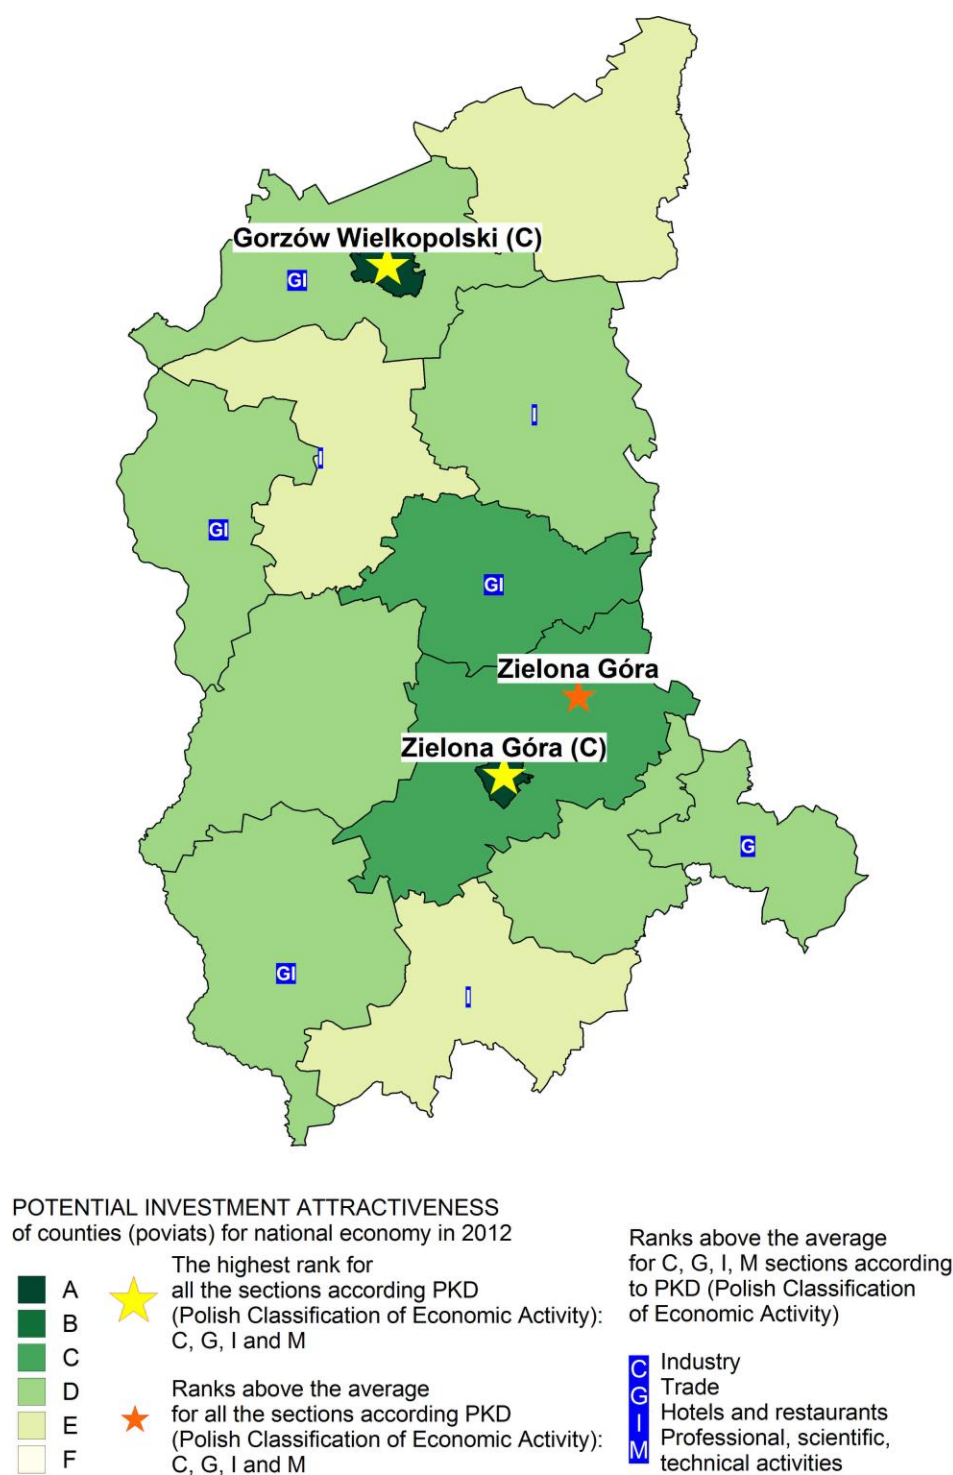 Gorzów Wielkopolski (C)
GI
I
I
GI
GI
Zielona Góra
Zielona Góra (C)
G
GI
I
POTENTIAL INVESTMENT ATTRACTIVENESS
of counties (poviats) for national economy in 2012
A
B
C
D
E
F
The highest rank for
all the sections according PKD
(Polish Classification of Economic Activity):
C, G, I and M
Ranks above the average
for all the sections according PKD
(Polish Classification of Economic Activity):
C, G, I and M
Ranks above the average
for C, G, I, M sections according
to PKD (Polish Classification
of Economic Activity)
C Industry
G Trade
I Hotels and restaurants
M Professional, scientific,
technical activities